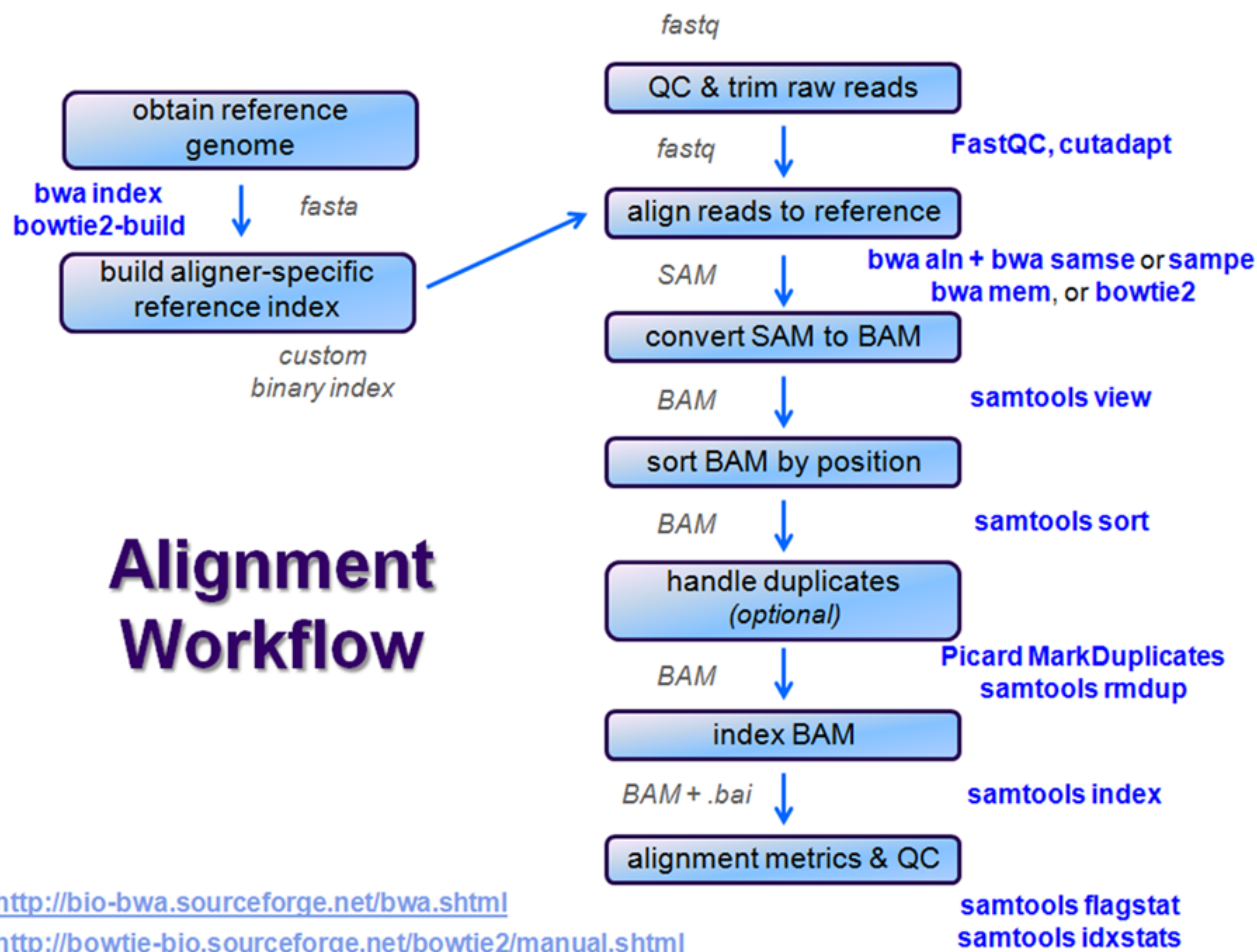 fastq
QC & trim raw reads
fastq
FastQC, cutadapt
obtain reference
genome
bwa index
bowtie2-build
fasta
build aligner-specific
reference index
custom
binary index
align reads to reference
SAM
bwa aln + bwa samse or sampe
bwa mem, or bowtie2
convert SAM to BAM
BAM
samtools view
sort BAM by position
BAM
samtools sort
handle duplicates
(optional)
BAM
Picard MarkDuplicates
samtools rmdup
index BAM
BAM + .bai
samtools index
alignment metrics & QC
samtools flagstat
samtools idxstats
Alignment
Workflow
http://bio-bwa.sourceforge.net/bwa.shtml
http://bowtie-bio.sourceforge.net/bowtie2/manual.shtml